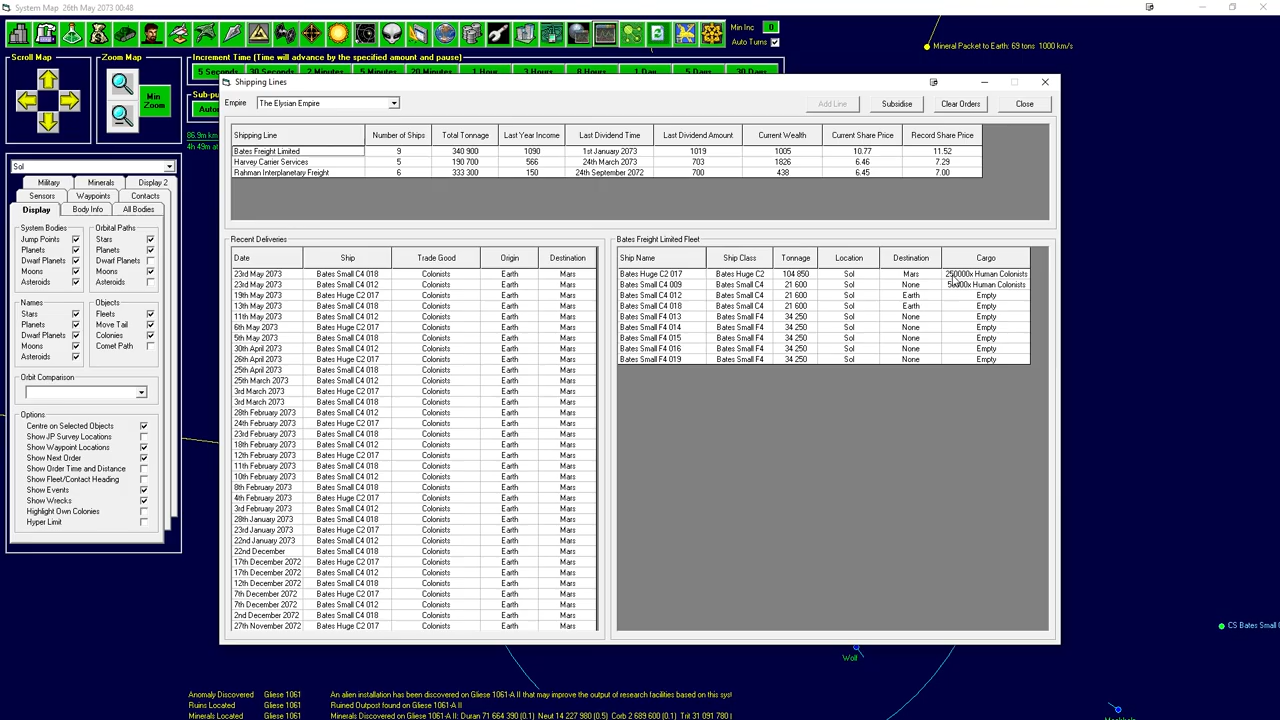 System Map 26th May 2073 00:48
Min Inc 0
Auto Turns
Mineral Packet to Earth: 69 tons 1000 km/s
Scroll Map
Zoom Map
Min Zoom
Increment Time (Time will advance by the specified amount and pause)
5 Seconds 30 Seconds 2 Minutes 5 Minutes 20 Minutes 1 Hour 3 Hours 8 Hours 1 Day 5 Days 30 Days
Shipping Lines
Empire The Elysian Empire
Add Line Subsidise Clear Orders Close
Shipping Line Number of Ships Total Tonnage Last Year Income Last Dividend Time Last Dividend Amount Current Wealth Current Share Price Record Share Price
Bates Freight Limited 9 340 900 1090 1st January 2073 1019 1005 10.77 11.52
Harvey Carrier Services 5 190 700 566 24th March 2073 703 1826 6.46 7.29
Rahman Interplanetary Freight 6 333 300 150 24th September 2072 700 438 6.45 7.00
Sol
Military Minerals Display 2
Sensors Waypoints Contacts
Display Body Info All Bodies
System Bodies Orbital Paths
Jump Points Stars
Planets Planets
Dwarf Planets Dwarf Planets
Moons Moons
Asteroids Asteroids
Names Objects
Stars Fleets
Planets Move Tail
Dwarf Planets Colonies
Moons Comet Path
Asteroids
Orbit Comparison
Options
Centre on Selected Objects
Show JP Survey Locations
Show Waypoint Locations
Show Next Order
Show Order Time and Distance
Show Fleet/Contact Heading
Show Events
Show Wrecks
Highlight Own Colonies
Hyper Limit
Recent Deliveries
Date Ship Trade Good Origin Destination
23rd May 2073 Bates Small C4 018 Colonists Earth Mars
23rd May 2073 Bates Small C4 012 Colonists Earth Mars
19th May 2073 Bates Huge C2 017 Colonists Earth Mars
13th May 2073 Bates Small C4 018 Colonists Earth Mars
11th May 2073 Bates Small C4 012 Colonists Earth Mars
6th May 2073 Bates Huge C2 017 Colonists Earth Mars
5th May 2073 Bates Small C4 018 Colonists Earth Mars
30th April 2073 Bates Small C4 012 Colonists Earth Mars
26th April 2073 Bates Huge C2 017 Colonists Earth Mars
25th April 2073 Bates Small C4 018 Colonists Earth Mars
25th March 2073 Bates Small C4 012 Colonists Earth Mars
3rd March 2073 Bates Huge C2 017 Colonists Earth Mars
3rd March 2073 Bates Small C4 018 Colonists Earth Mars
28th February 2073 Bates Small C4 012 Colonists Earth Mars
24th February 2073 Bates Huge C2 017 Colonists Earth Mars
23rd February 2073 Bates Small C4 018 Colonists Earth Mars
18th February 2073 Bates Small C4 012 Colonists Earth Mars
12th February 2073 Bates Huge C2 017 Colonists Earth Mars
11th February 2073 Bates Small C4 018 Colonists Earth Mars
10th February 2073 Bates Small C4 012 Colonists Earth Mars
8th February 2073 Bates Small C4 018 Colonists Earth Mars
4th February 2073 Bates Huge C2 017 Colonists Earth Mars
3rd February 2073 Bates Small C4 012 Colonists Earth Mars
28th January 2073 Bates Small C4 018 Colonists Earth Mars
23rd January 2073 Bates Huge C2 017 Colonists Earth Mars
22nd January 2073 Bates Small C4 012 Colonists Earth Mars
22nd December Bates Small C4 018 Colonists Earth Mars
17th December 2072 Bates Huge C2 017 Colonists Earth Mars
17th December 2072 Bates Small C4 012 Colonists Earth Mars
12th December 2072 Bates Small C4 018 Colonists Earth Mars
7th December 2072 Bates Huge C2 017 Colonists Earth Mars
7th December 2072 Bates Small C4 012 Colonists Earth Mars
2nd December 2072 Bates Small C4 018 Colonists Earth Mars
27th November 2072 Bates Huge C2 017 Colonists Earth Mars
Bates Freight Limited Fleet
Ship Name Ship Class Tonnage Location Destination Cargo
Bates Huge C2 017 Bates Huge C2 104 850 Sol Mars 250000x Human Colonists
Bates Small C4 009 Bates Small C4 21 600 Sol None Human Colonists
Bates Small C4 012 Bates Small C4 21 600 Sol Earth Empty
Bates Small C4 018 Bates Small C4 21 600 Sol Earth Empty
Bates Small F4 013 Bates Small F4 34 250 Sol None Empty
Bates Small F4 014 Bates Small F4 34 250 Sol None Empty
Bates Small F4 015 Bates Small F4 34 250 Sol None Empty
Bates Small F4 016 Bates Small F4 34 250 Sol None Empty
Bates Small F4 019 Bates Small F4 34 250 Sol None Empty
CS Bates Small
Wolf
Anomaly Discovered Gliese 1061 An alien installation has been discovered on Gliese 1061-A II that may improve the output of research facilities based on this
Ruins Located Gliese 1061 Ruined Outpost found on Gliese 1061-A II
Minerals Located Gliese 1061 Minerals Discovered on Gliese 1061-A II: Duran 71 664 390 (0.1) Neut 14 227 980 (0.5) Corb 2 689 600 (0.1) Trit 31 091 780